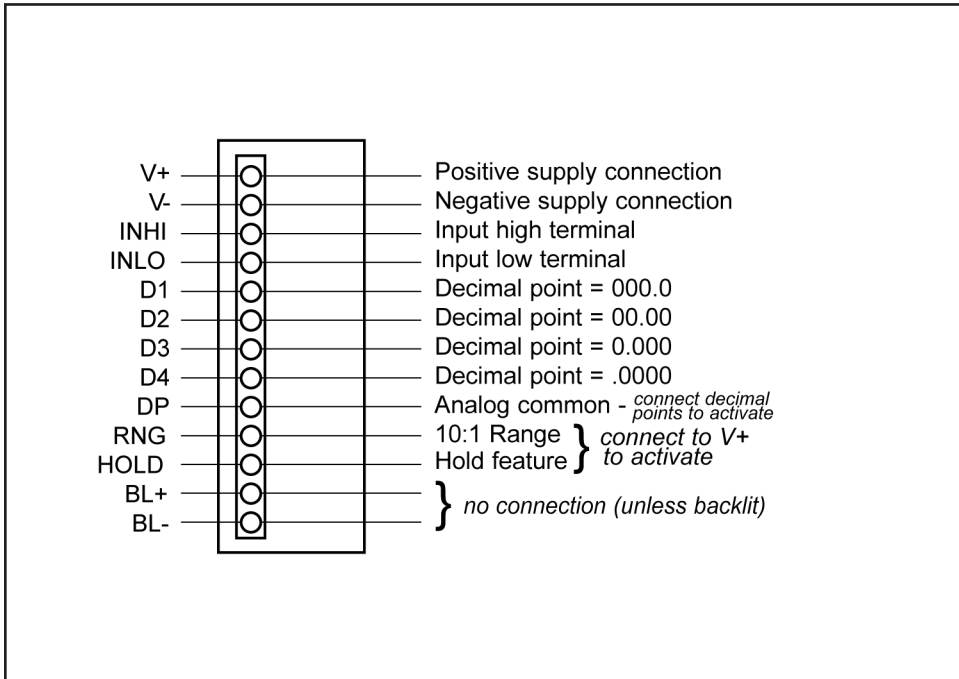 V+ Positive supply connection
V- Negative supply connection
INHI Input high terminal
INLO Input low terminal
D1 Decimal point = 000.0
D2 Decimal point = 00.00
D3 Decimal point = 0.000
D4 Decimal point = .0000
DP Analog common - connect decimal points to activate
RNG 10:1 Range } connect to V+
HOLD Hold feature } to activate
BL+ } no connection (unless backlit)
BL-